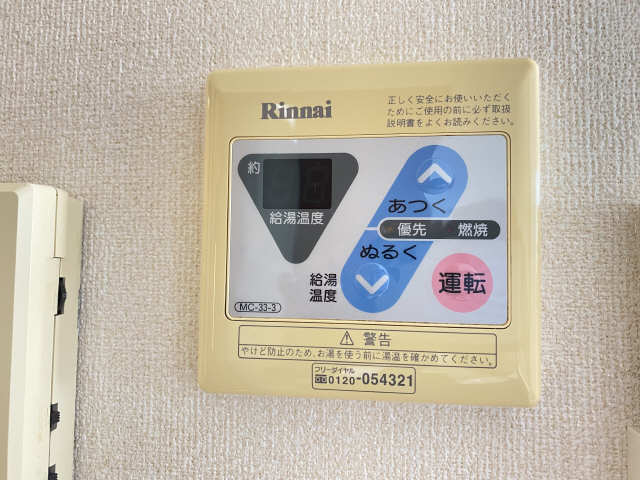 Rinnai
正しく安全にお使いいただく
ためにご使用の前に必ず取扱
説明書をよくお読みください。
約
給湯温度
あつく
優先 燃焼
ぬるく
給湯
温度
運転
MC-33-3
⚠ 警告
やけど防止のため、お湯を使う前に湯温を確かめてください。
フリーダイヤル
0120-054321